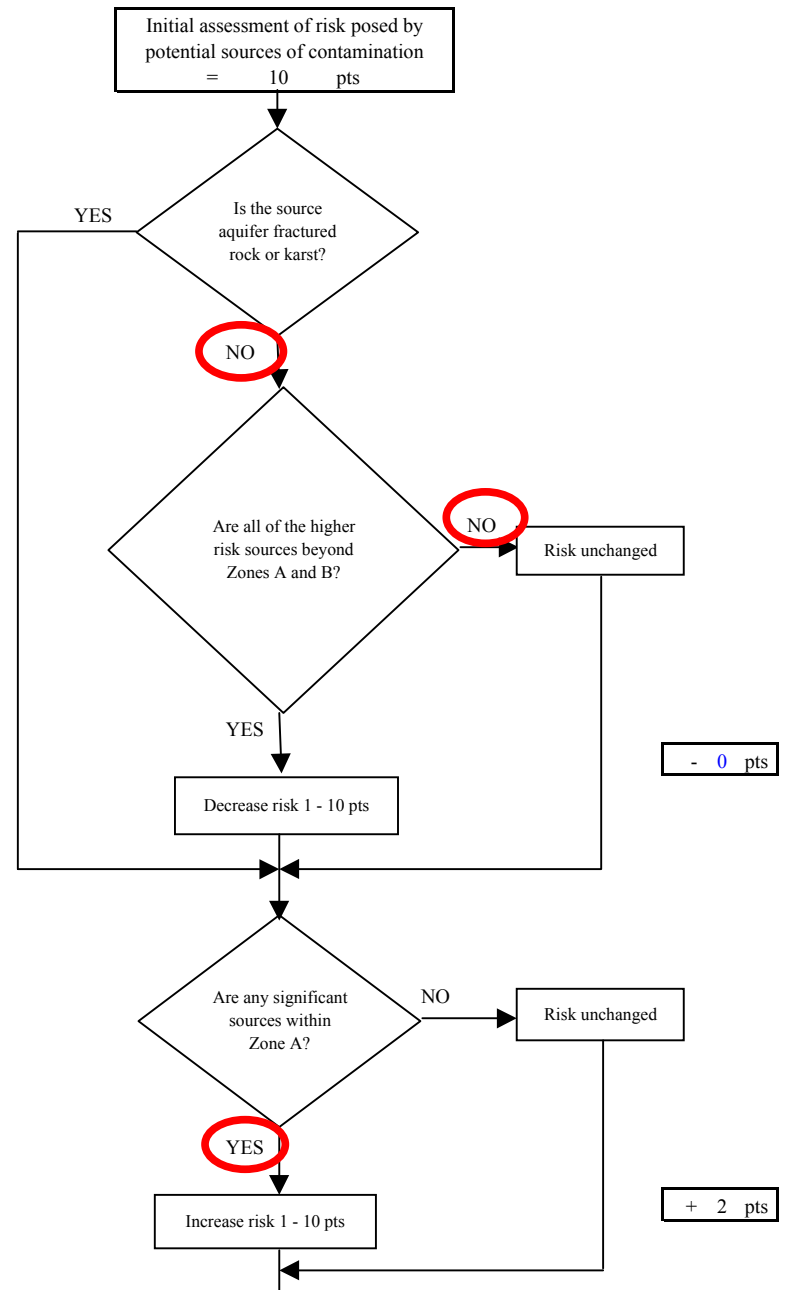 Initial assessment of risk posed by
potential sources of contamination
= 10 pts
YES
Is the source
aquifer fractured
rock or karst?
NO
Are all of the higher
risk sources beyond
Zones A and B?
NO
Risk unchanged
YES
- 0 pts
Decrease risk 1 - 10 pts
Are any significant
sources within
Zone A?
NO
Risk unchanged
YES
+ 2 pts
Increase risk 1 - 10 pts